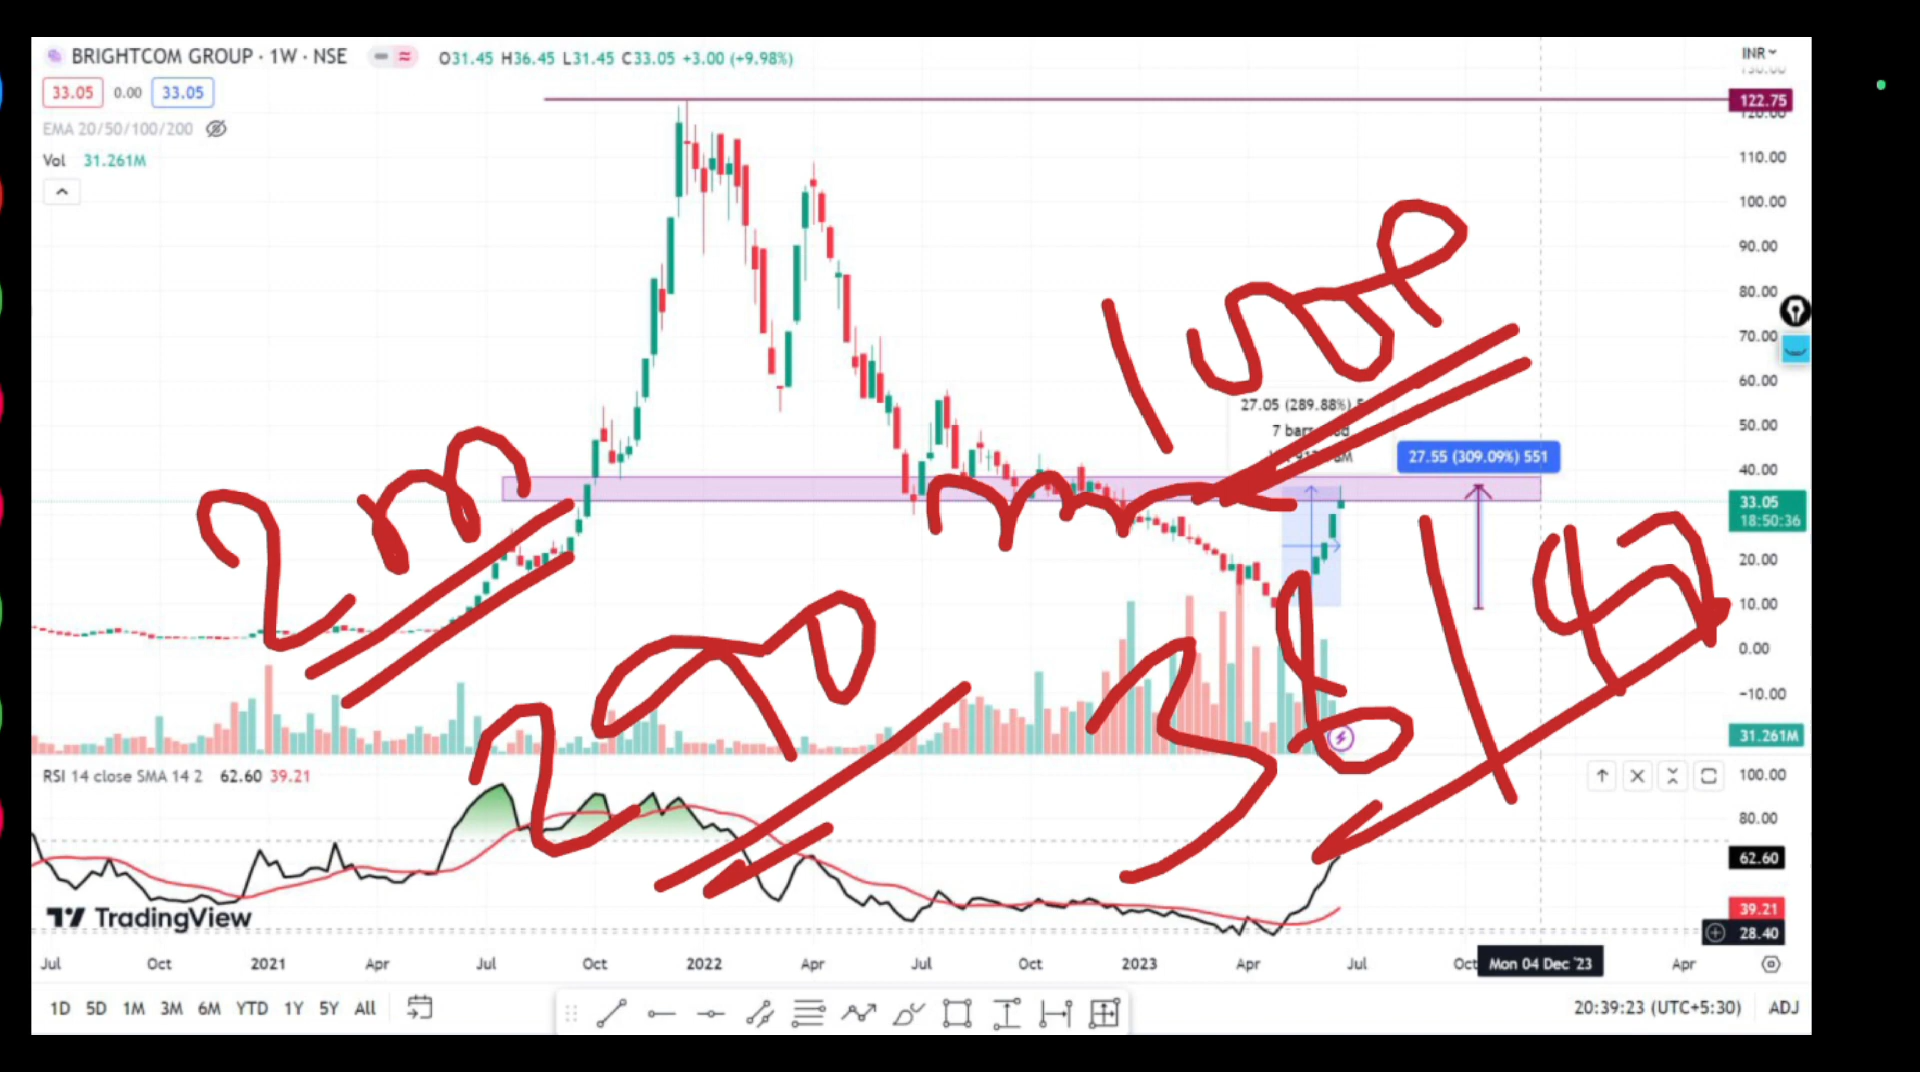 BRIGHTCOM GROUP · 1W · NSE
O31.45 H36.45 L31.45 C33.05 +3.00 (+9.98%)
INR
33.05 0.00 33.05
122.75
EMA 20/50/100/200
Vol 31.261M
110.00
100.00
90.00
80.00
70.00
60.00
27.05 (289.88%)
50.00
7 bars
27.55 (309.09%) 551
40.00
33.05
18:50:36
2m
290
20.00
10.00
0.00
-10.00
31.261M
RSI 14 close SMA 14 2 62.60 39.21
100.00
80.00
62.60
39.21
28.40
TradingView
Jul Oct 2021 Apr Jul Oct 2022 Apr Jul Oct 2023 Apr Jul Oct Mon 04 Dec '23 Apr
1D 5D 1M 3M 6M YTD 1Y 5Y All
20:39:23 (UTC+5:30) ADJ